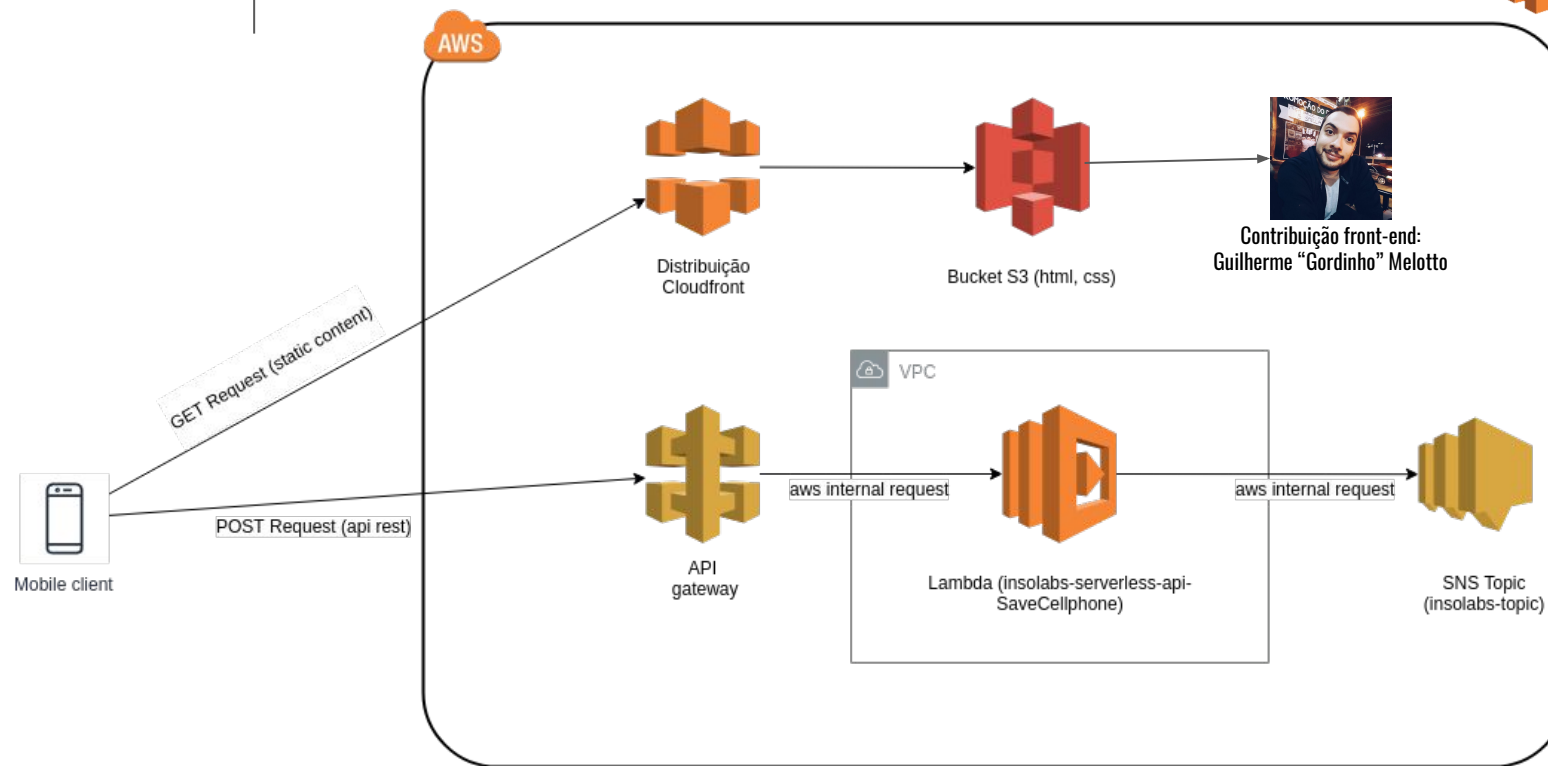 AWS
Distribuição
Cloudfront
Bucket S3 (html, css)
Contribuição front-end:
Guilherme “Gordinho” Melotto
GET Request (static content)
VPC
Mobile client
POST Request (api rest)
API
gateway
aws internal request
Lambda (insolabs-serverless-api-
SaveCellphone)
aws internal request
SNS Topic
(insolabs-topic)